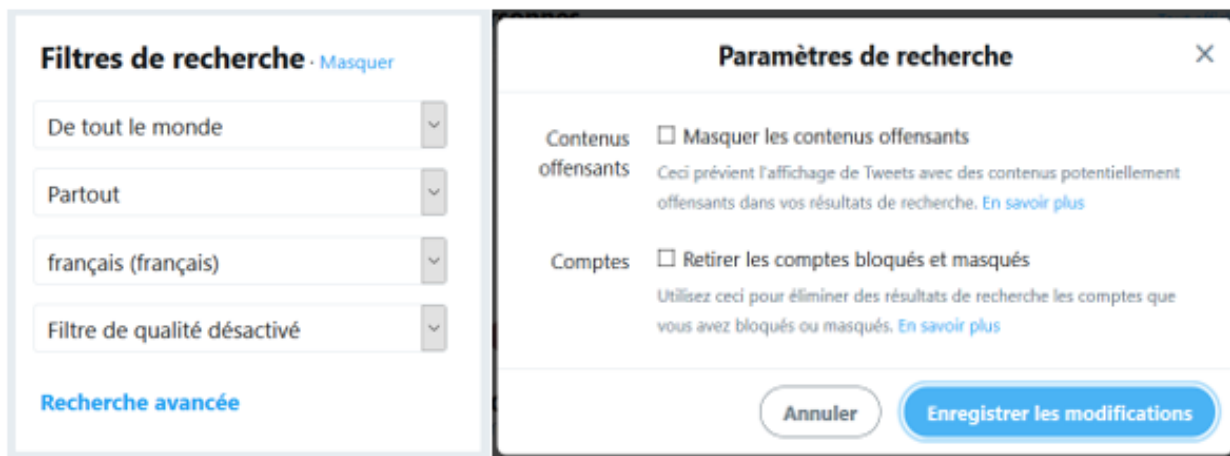 Filtres de recherche · Masquer
De tout le monde
Partout
français (français)
Filtre de qualité désactivé
Recherche avancée
Paramètres de recherche
Contenus
offensants
Masquer les contenus offensants
Ceci prévient l'affichage de Tweets avec des contenus potentiellement
offensants dans vos résultats de recherche. En savoir plus
Comptes
Retirer les comptes bloqués et masqués
Utilisez ceci pour éliminer des résultats de recherche les comptes que
vous avez bloqués ou masqués. En savoir plus
Annuler
Enregistrer les modifications